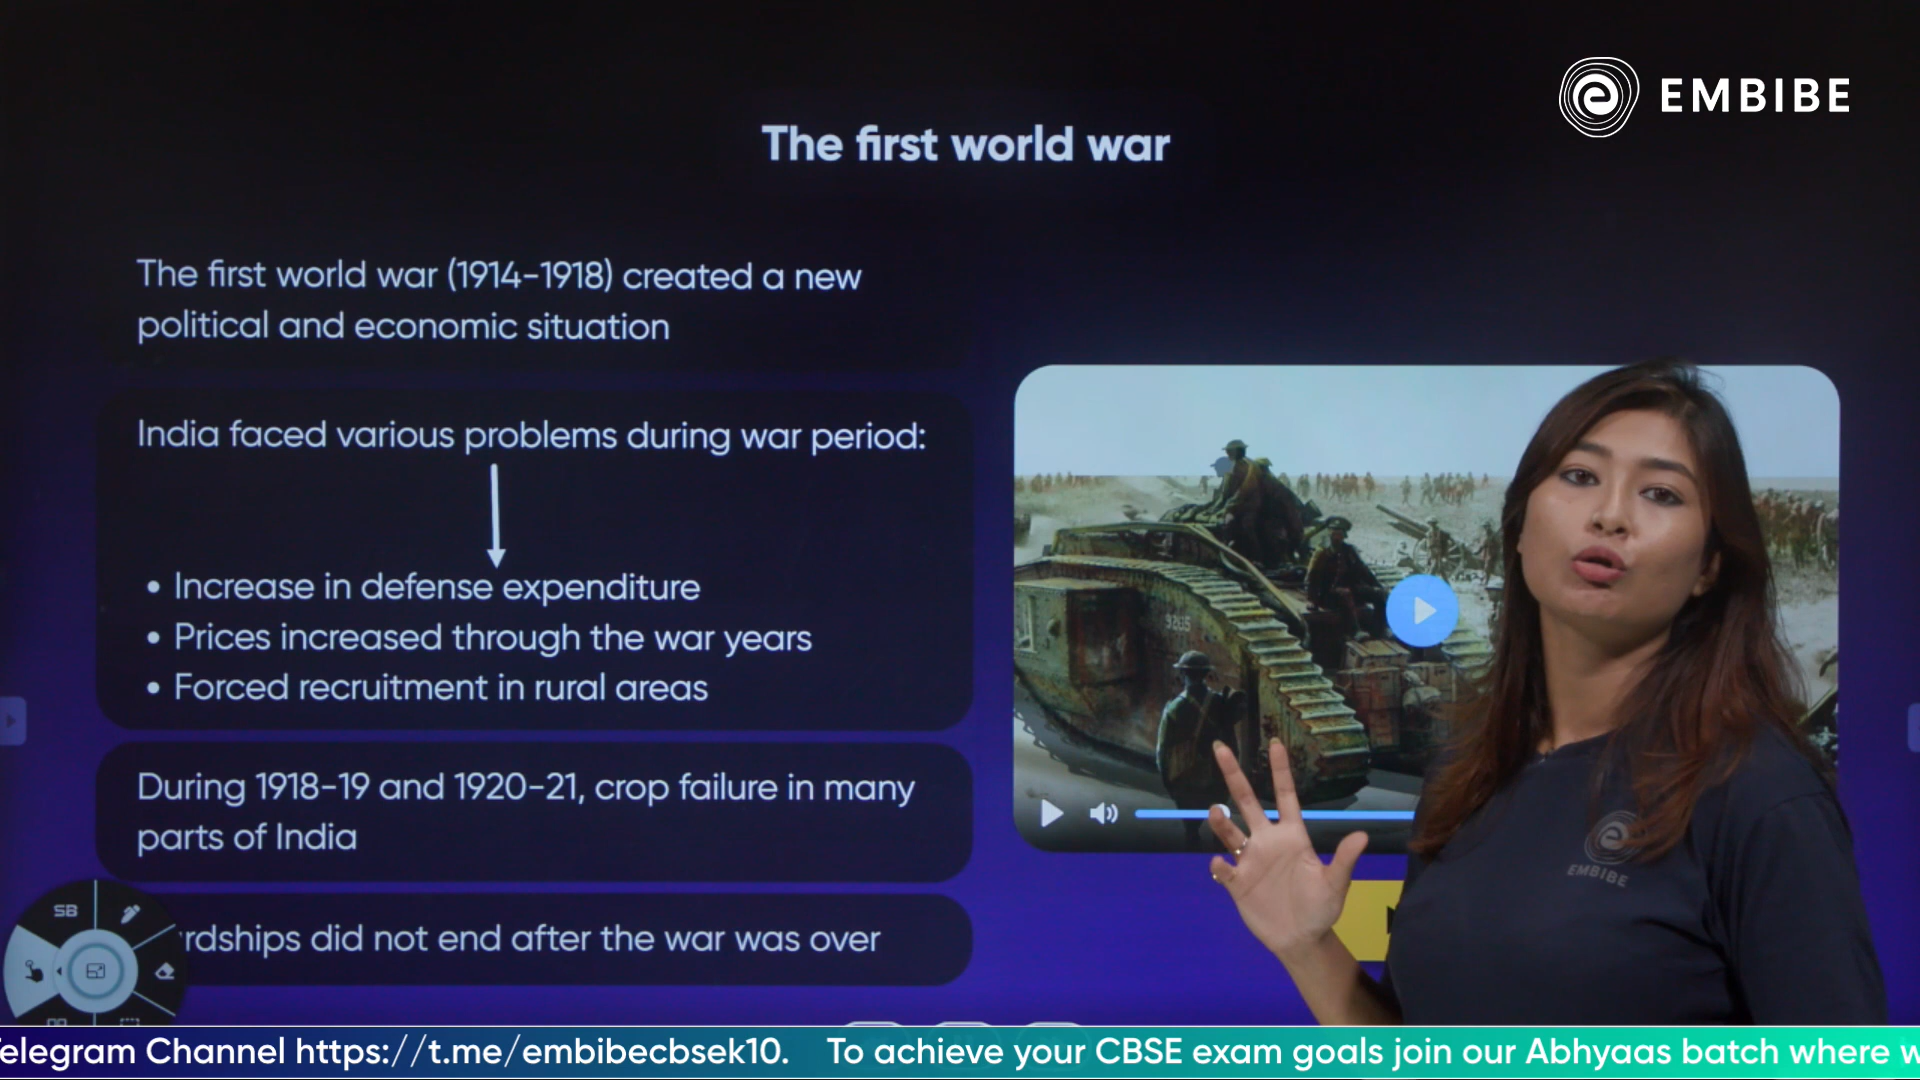 EMBIBE
The first world war
The first world war (1914-1918) created a new
political and economic situation
India faced various problems during war period:
• Increase in defense expenditure
• Prices increased through the war years
• Forced recruitment in rural areas
During 1918-19 and 1920-21, crop failure in many
parts of India
rdships did not end after the war was over
9205
EMBIBE
SB
elegram Channel https://t.me/embibecbsek10. To achieve your CBSE exam goals join our Abhyaas batch where w